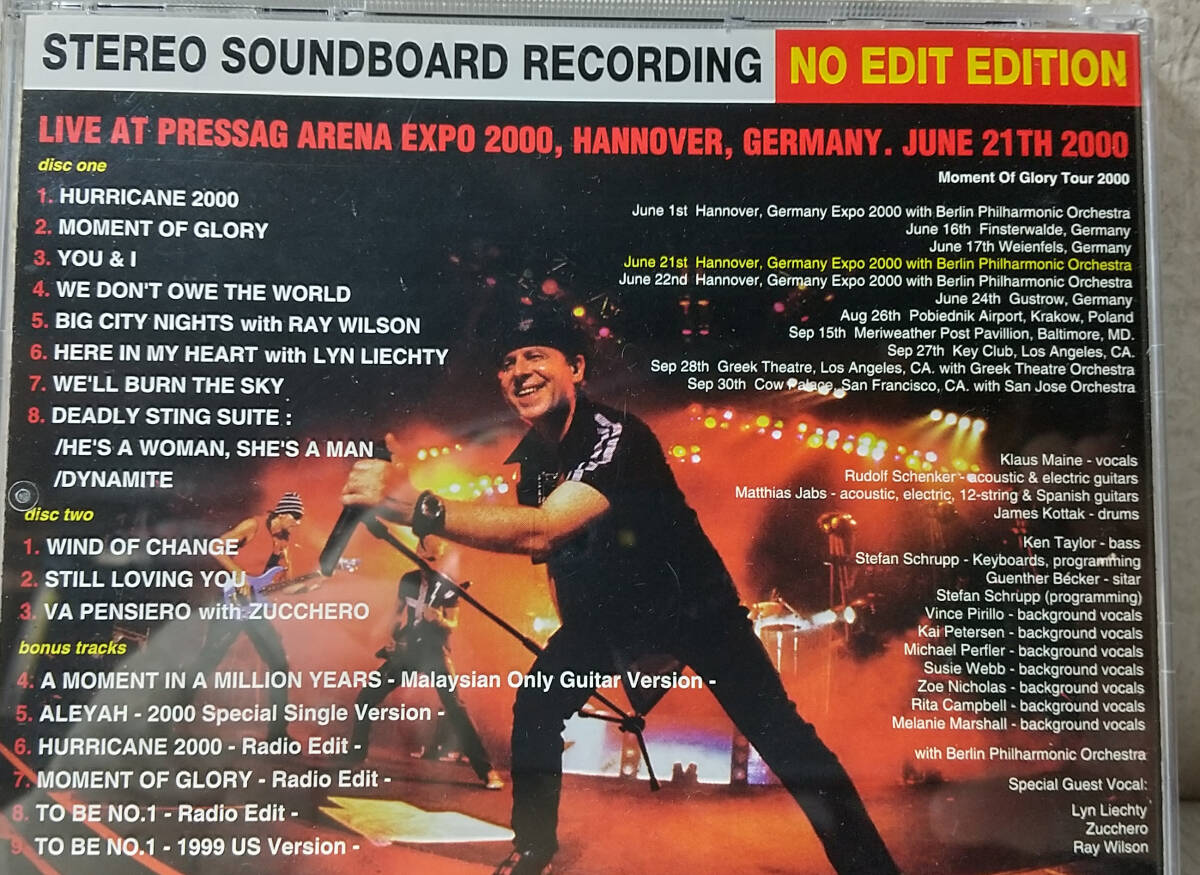 STEREO SOUNDBOARD RECORDING NO EDIT EDITION
LIVE AT PRESSAG ARENA EXPO 2000, HANNOVER, GERMANY. JUNE 21TH 2000
disc one
1. HURRICANE 2000
2. MOMENT OF GLORY
3. YOU & I
4. WE DON'T OWE THE WORLD
5. BIG CITY NIGHTS with RAY WILSON
6. HERE IN MY HEART with LYN LIECHTY
7. WE'LL BURN THE SKY
8. DEADLY STING SUITE :
/HE'S A WOMAN, SHE'S A MAN
/DYNAMITE
disc two
1. WIND OF CHANGE
2. STILL LOVING YOU
3. VA PENSIERO with ZUCCHERO
bonus tracks
4. A MOMENT IN A MILLION YEARS - Malaysian Only Guitar Version -
5. ALEYAH - 2000 Special Single Version -
6. HURRICANE 2000 - Radio Edit -
7. MOMENT OF GLORY - Radio Edit -
8. TO BE NO.1 - Radio Edit -
9. TO BE NO.1 - 1999 US Version -
Moment Of Glory Tour 2000
June 1st Hannover, Germany Expo 2000 with Berlin Philharmonic Orchestra
June 16th Finsterwalde, Germany
June 17th Weienfels, Germany
June 21st Hannover, Germany Expo 2000 with Berlin Philharmonic Orchestra
June 22nd Hannover, Germany Expo 2000 with Berlin Philharmonic Orchestra
June 24th Gustrow, Germany
Aug 26th Pobiednik Airport, Krakow, Poland
Sep 15th Meriweather Post Pavillion, Baltimore, MD.
Sep 27th Key Club, Los Angeles, CA.
Sep 28th Greek Theatre, Los Angeles, CA. with Greek Theatre Orchestra
Sep 30th Cow Palace, San Francisco, CA. with San Jose Orchestra
Klaus Maine - vocals
Rudolf Schenker - acoustic & electric guitars
Matthias Jabs - acoustic, electric, 12-string & Spanish guitars
James Kottak - drums
Ken Taylor - bass
Stefan Schrupp - Keyboards, programming
Guenther Bécker - sitar
Stefan Schrupp (programming)
Vince Pirillo - background vocals
Kai Petersen - background vocals
Michael Perfler - background vocals
Susie Webb - background vocals
Zoe Nicholas - background vocals
Rita Campbell - background vocals
Melanie Marshall - background vocals
with Berlin Philharmonic Orchestra
Special Guest Vocal:
Lyn Liechty
Zucchero
Ray Wilson